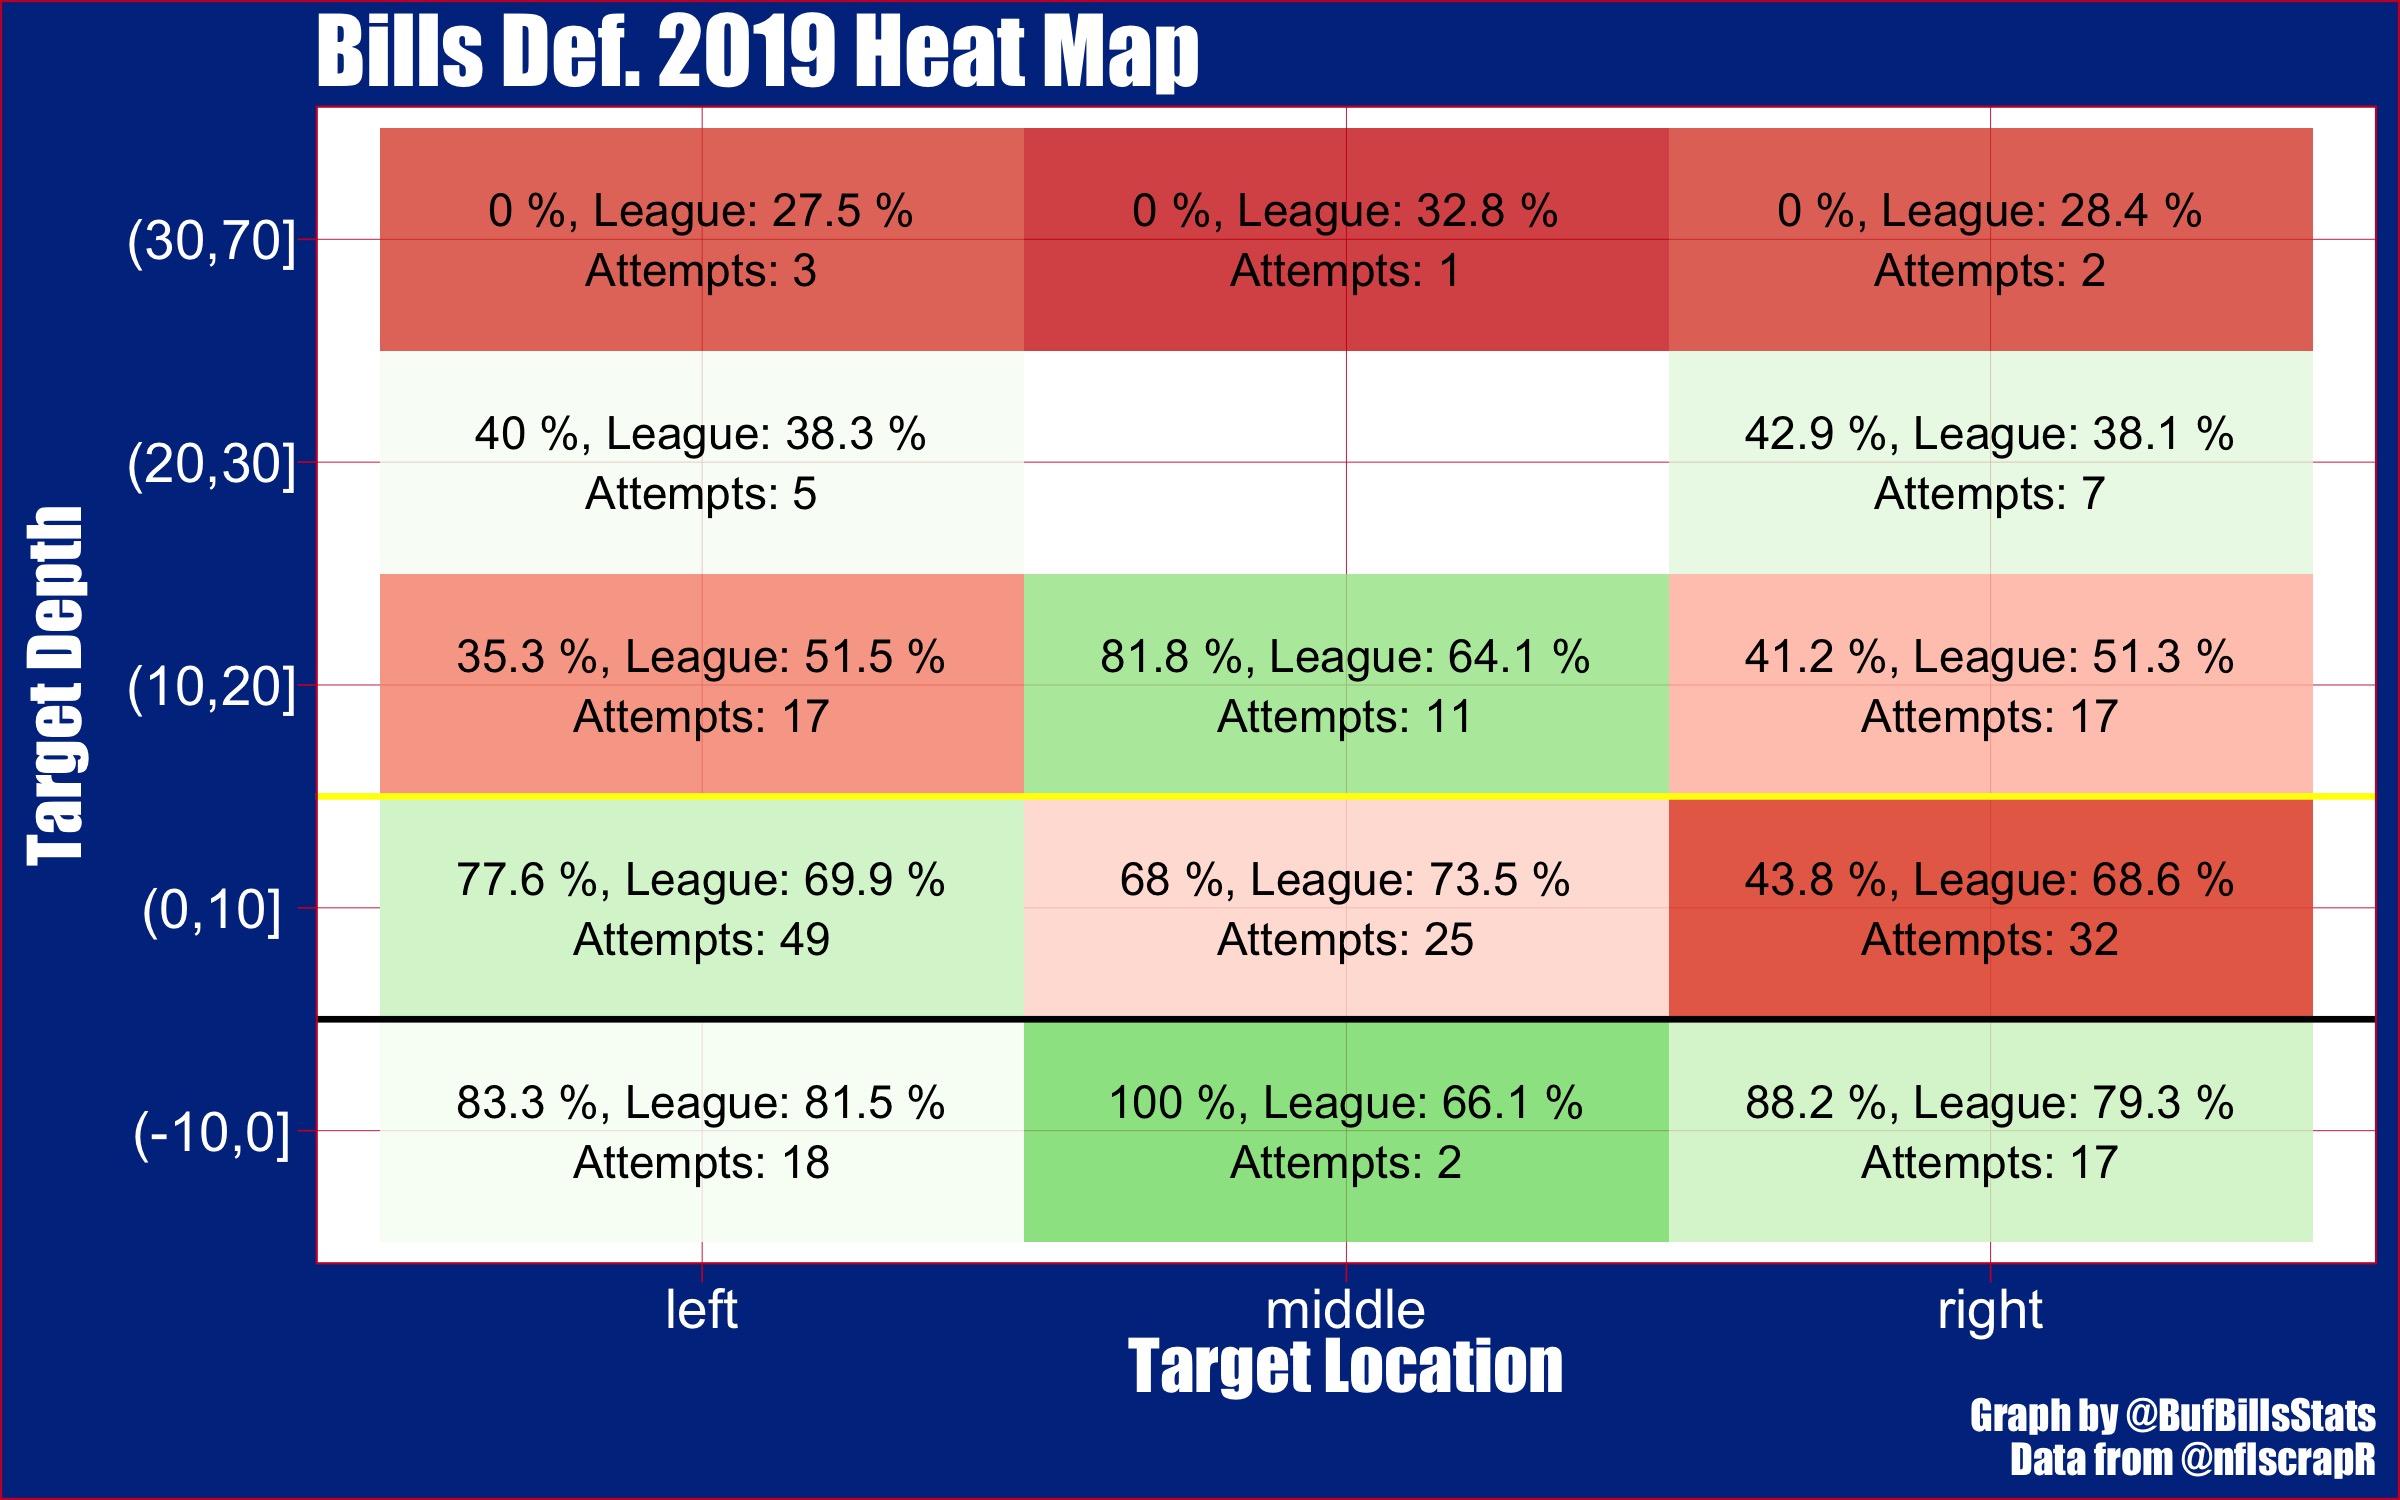 Bills Def. 2019 Heat Map
Target Depth
(30,70]
0 %, League: 27.5 %
Attempts: 3
0 %, League: 32.8 %
Attempts: 1
0 %, League: 28.4 %
Attempts: 2
(20,30]
40 %, League: 38.3 %
Attempts: 5
42.9 %, League: 38.1 %
Attempts: 7
(10,20]
35.3 %, League: 51.5 %
Attempts: 17
81.8 %, League: 64.1 %
Attempts: 11
41.2 %, League: 51.3 %
Attempts: 17
(0,10]
77.6 %, League: 69.9 %
Attempts: 49
68 %, League: 73.5 %
Attempts: 25
43.8 %, League: 68.6 %
Attempts: 32
(-10,0]
83.3 %, League: 81.5 %
Attempts: 18
100 %, League: 66.1 %
Attempts: 2
88.2 %, League: 79.3 %
Attempts: 17
left
middle
right
Target Location
Graph by @BufBillsStats
Data from @nflscrapR